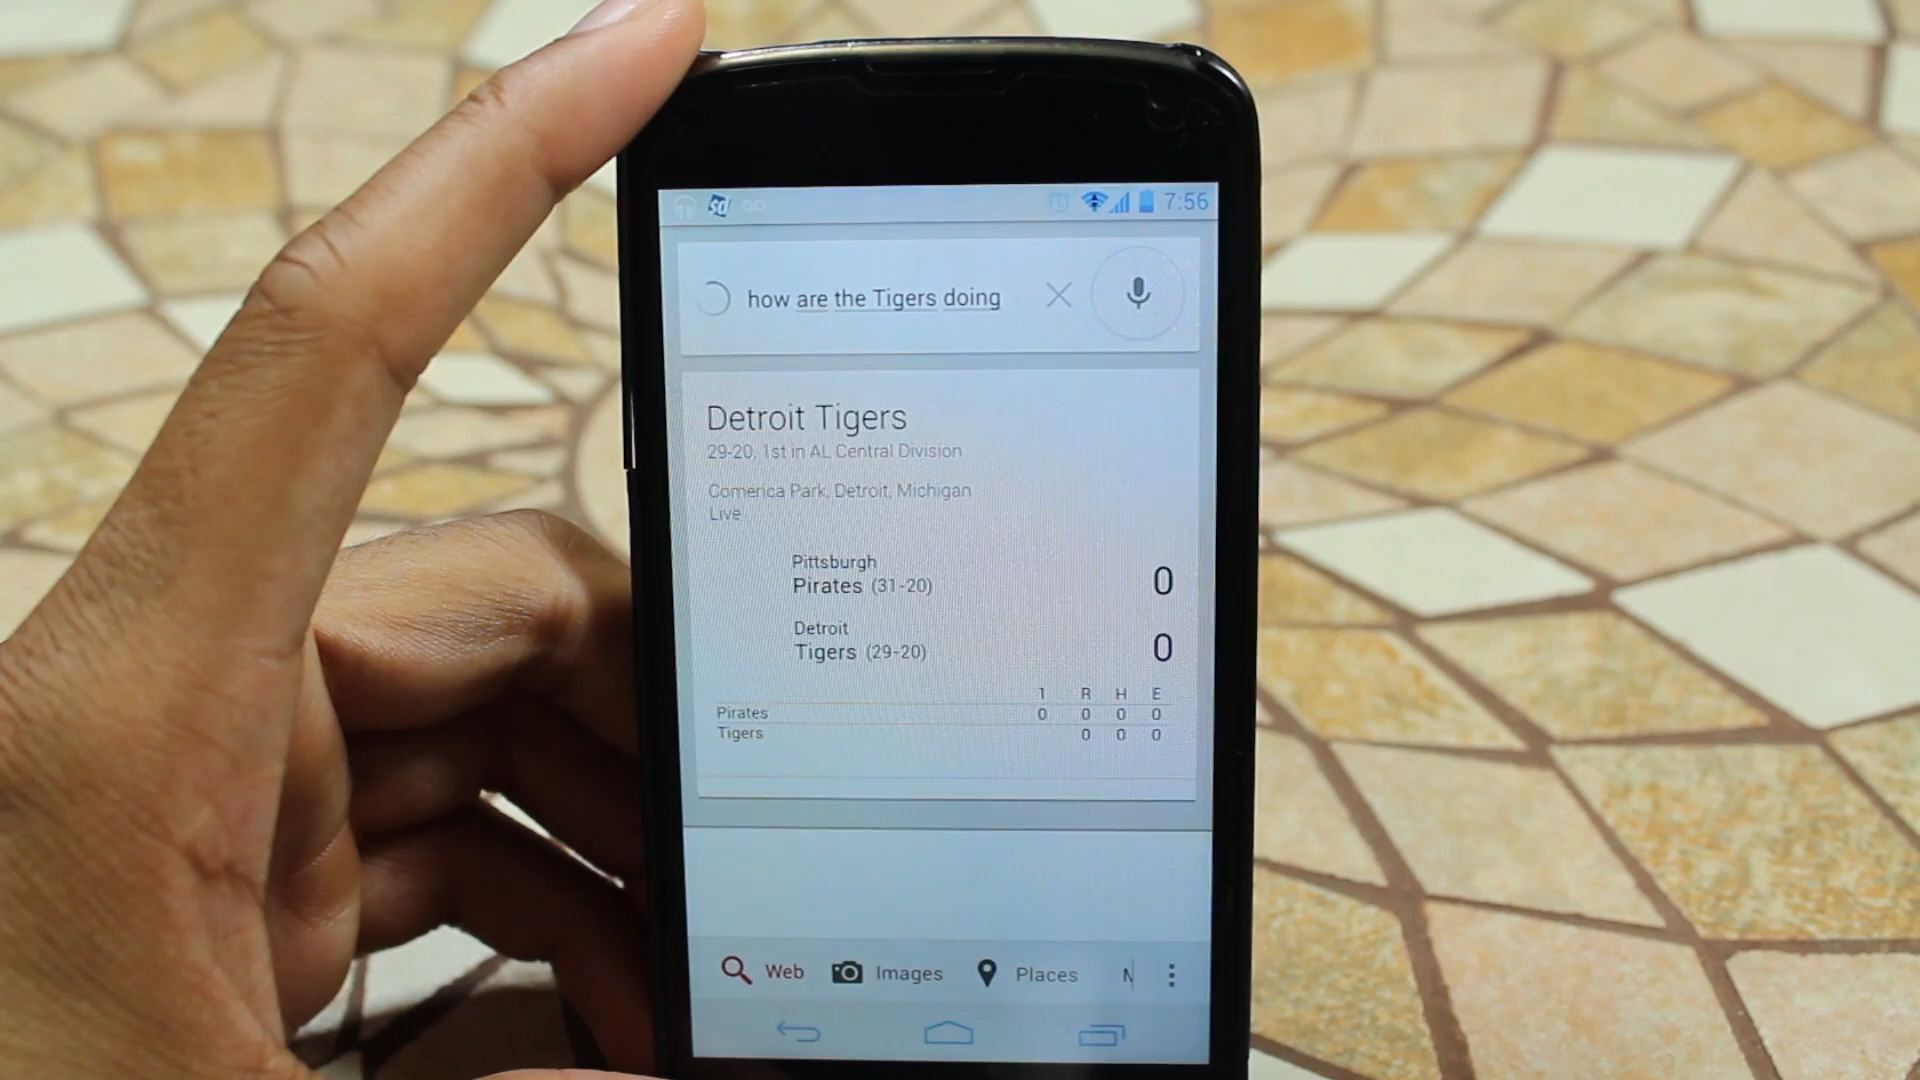 7:56
how are the Tigers doing
Detroit Tigers
29-20, 1st in AL Central Division
Comerica Park, Detroit, Michigan
Live
Pittsburgh
Pirates (31-20) 0
Detroit
Tigers (29-20) 0
1 R H E
Pirates 0 0 0 0
Tigers 0 0 0
Web Images Places